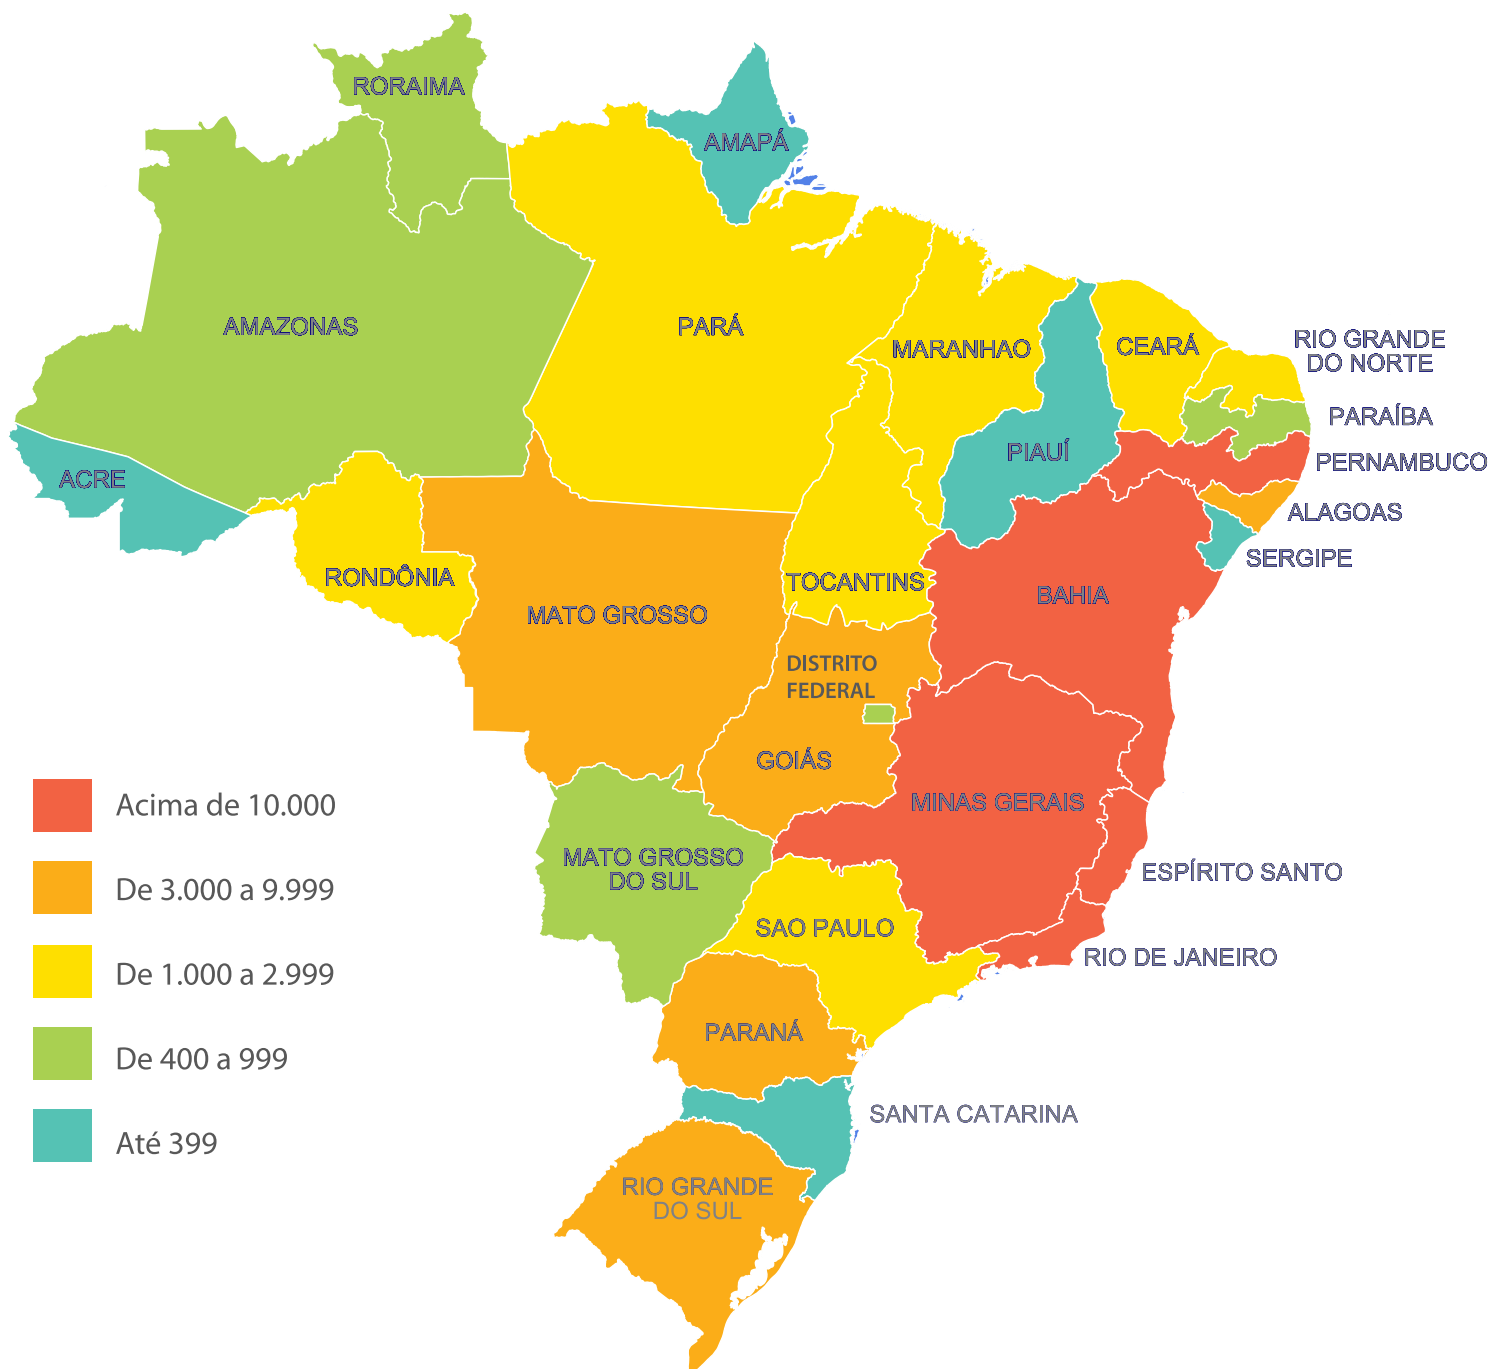 RORAIMA
AMAPÁ
AMAZONAS
PARÁ
MARANHAO
CEARÁ
RIO GRANDE
DO NORTE
PARAÍBA
PIAUÍ
PERNAMBUCO
ACRE
ALAGOAS
SERGIPE
RONDÔNIA
TOCANTINS
BAHIA
MATO GROSSO
DISTRITO
FEDERAL
GOIÁS
MINAS GERAIS
MATO GROSSO
DO SUL
ESPÍRITO SANTO
SAO PAULO
RIO DE JANEIRO
PARANÁ
SANTA CATARINA
RIO GRANDE
DO SUL
Acima de 10.000
De 3.000 a 9.999
De 1.000 a 2.999
De 400 a 999
Até 399